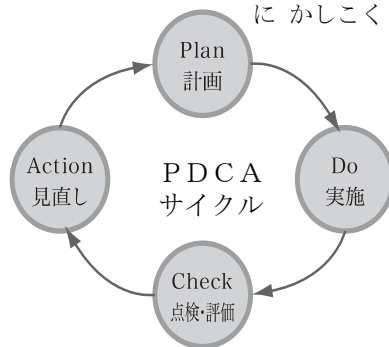 に かしこく
Plan
計画
Action
見直し
PDCA
サイクル
Do
実施
Check
点検・評価